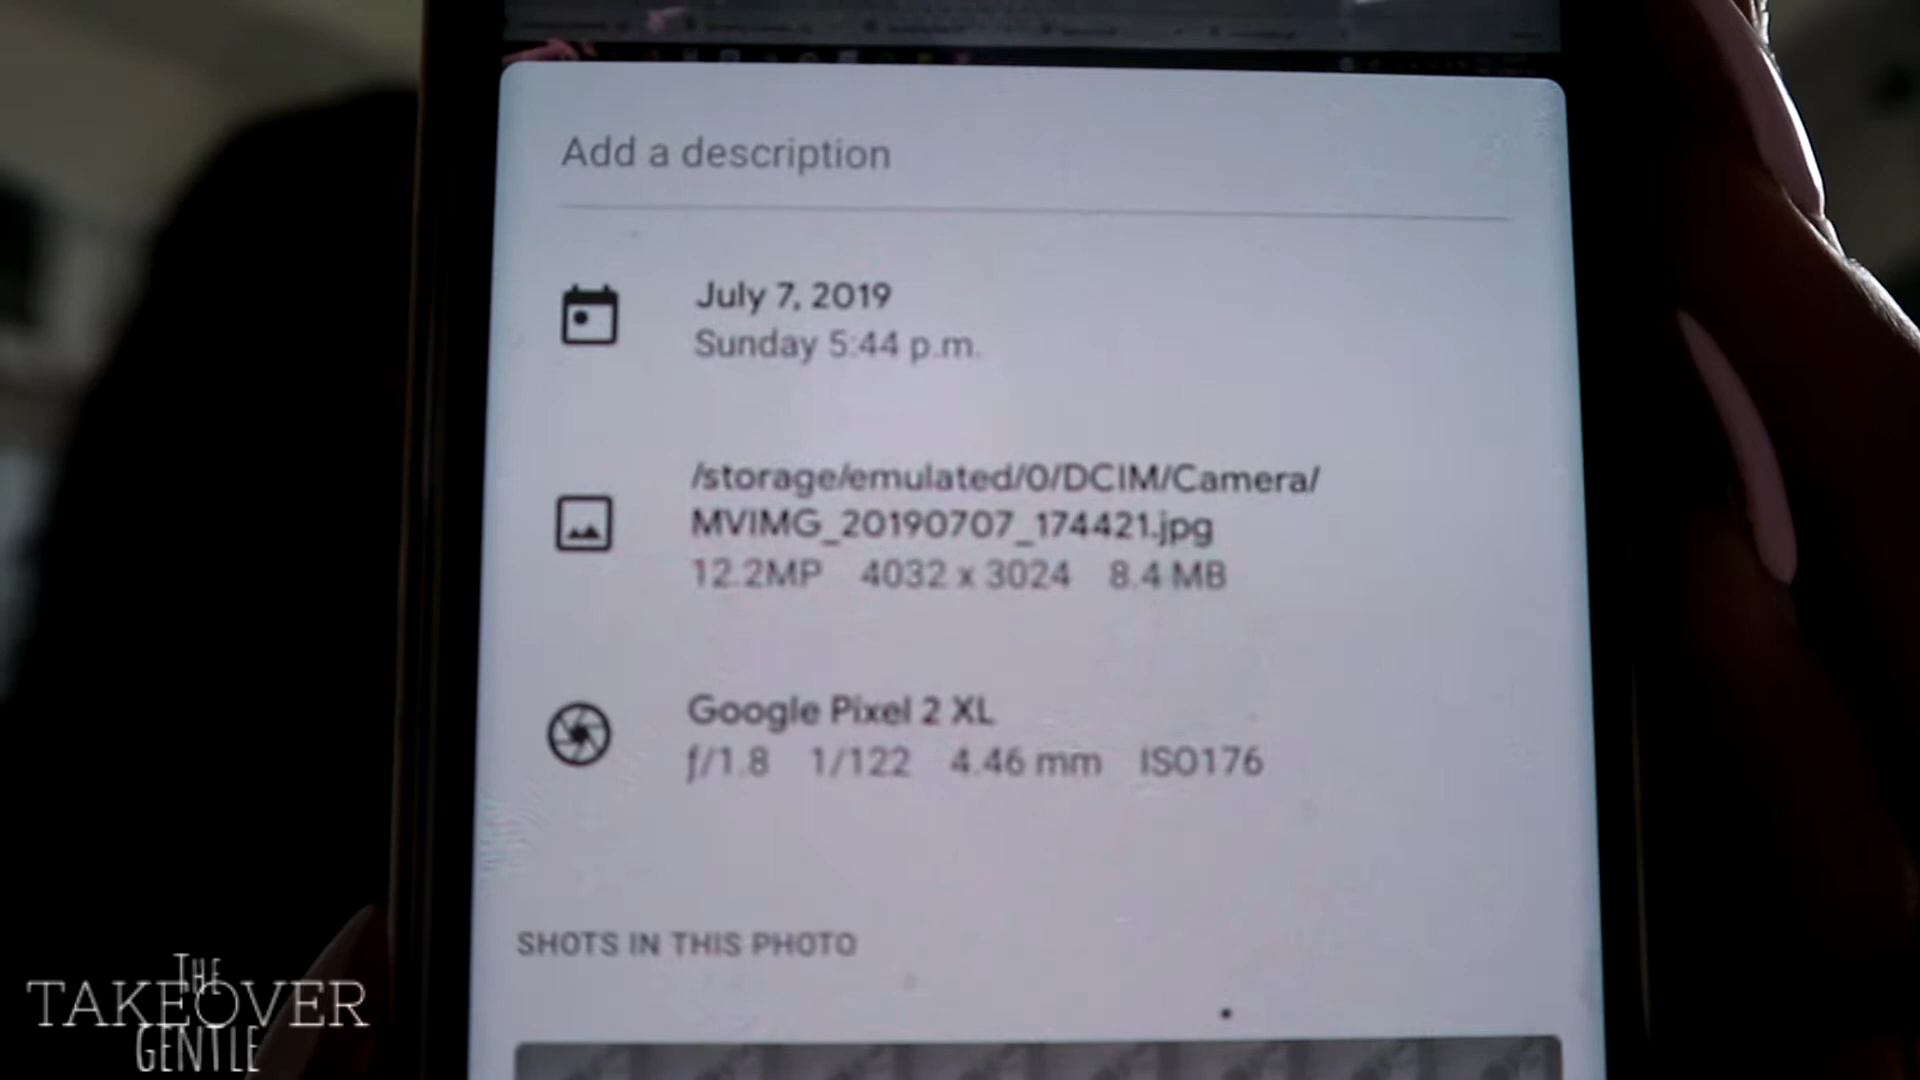 Add a description
July 7, 2019
Sunday 5:44 p.m.
/storage/emulated/0/DCIM/Camera/
MVIMG_20190707_174421.jpg
12.2MP 4032 x 3024 8.4 MB
Google Pixel 2 XL
ƒ/1.8 1/122 4.46 mm ISO176
SHOTS IN THIS PHOTO
THE
TAKEOVER
GENTLE